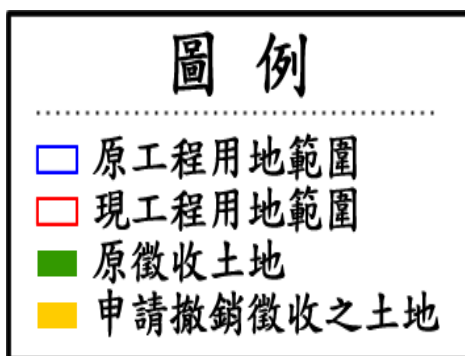 圖 例
原工程用地範圍
現工程用地範圍
原徵收土地
申請撤銷徵收之土地